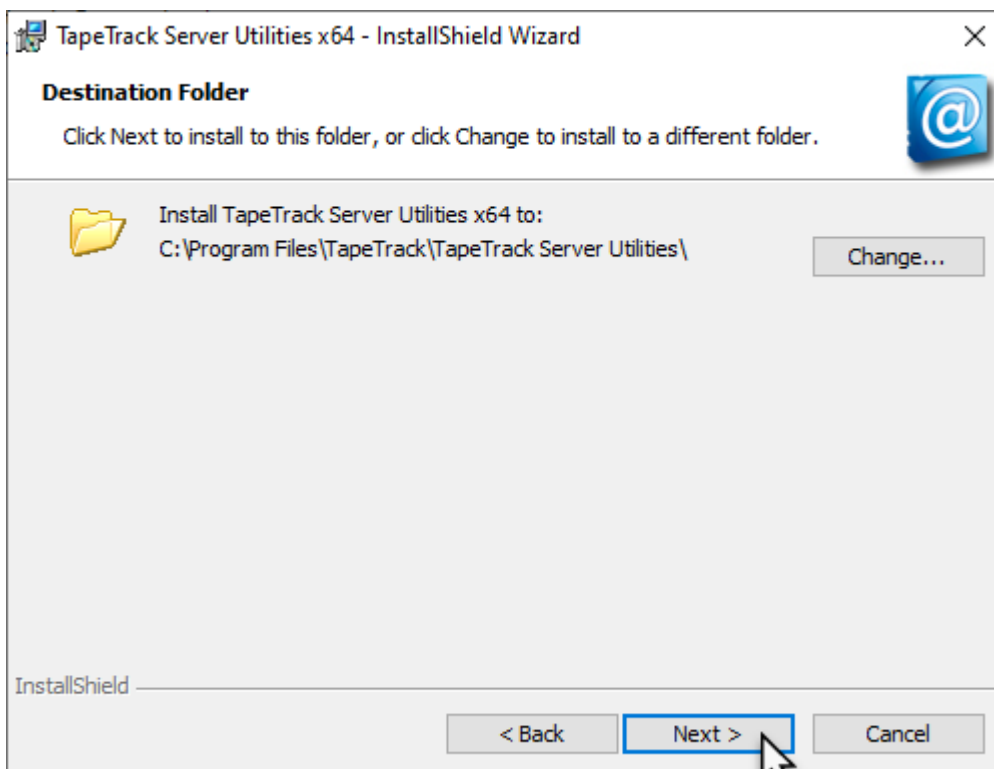 TapeTrack Server Utilities x64 - InstallShield Wizard
Destination Folder
Click Next to install to this folder, or click Change to install to a different folder.
Install TapeTrack Server Utilities x64 to:
C:\Program Files\TapeTrack\TapeTrack Server Utilities\
Change...
InstallShield
< Back
Next >
Cancel